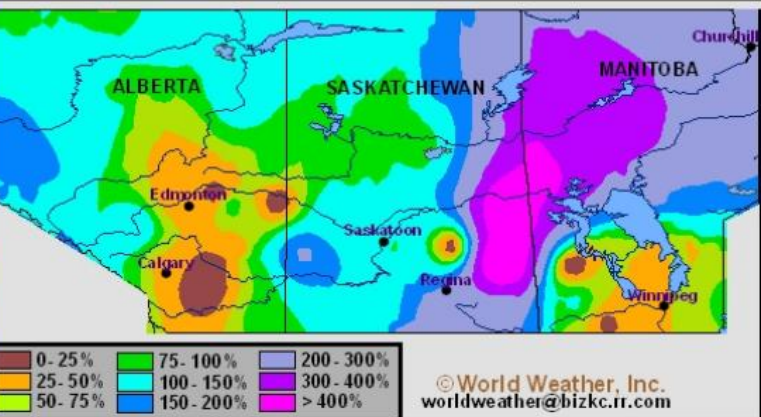 Churchill
ALBERTA
SASKATCHEWAN
MANITOBA
Edmonton
Saskatoon
Calgary
Regina
Winnipeg
0-25% 75-100% 200-300%
25-50% 100-150% 300-400%
50-75% 150-200% >400%
©World Weather, Inc.
worldweather@bizkc.rr.com